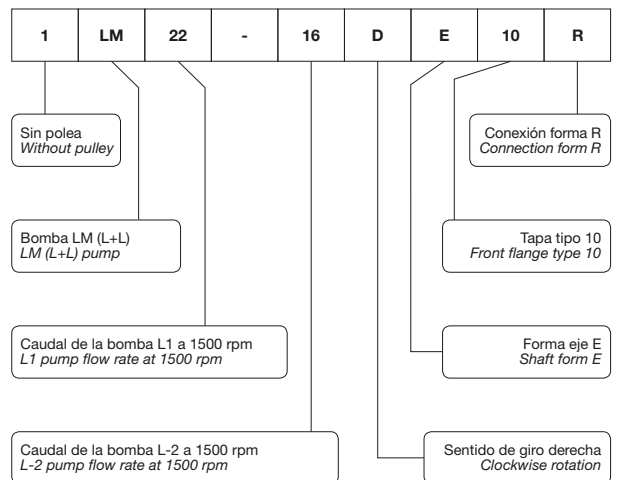 1 LM 22 - 16 D E 10 R
Sin polea
Without pulley
Conexión forma R
Connection form R
Bomba LM (L+L)
LM (L+L) pump
Tapa tipo 10
Front flange type 10
Caudal de la bomba L1 a 1500 rpm
L1 pump flow rate at 1500 rpm
Forma eje E
Shaft form E
Caudal de la bomba L-2 a 1500 rpm
L-2 pump flow rate at 1500 rpm
Sentido de giro derecha
Clockwise rotation